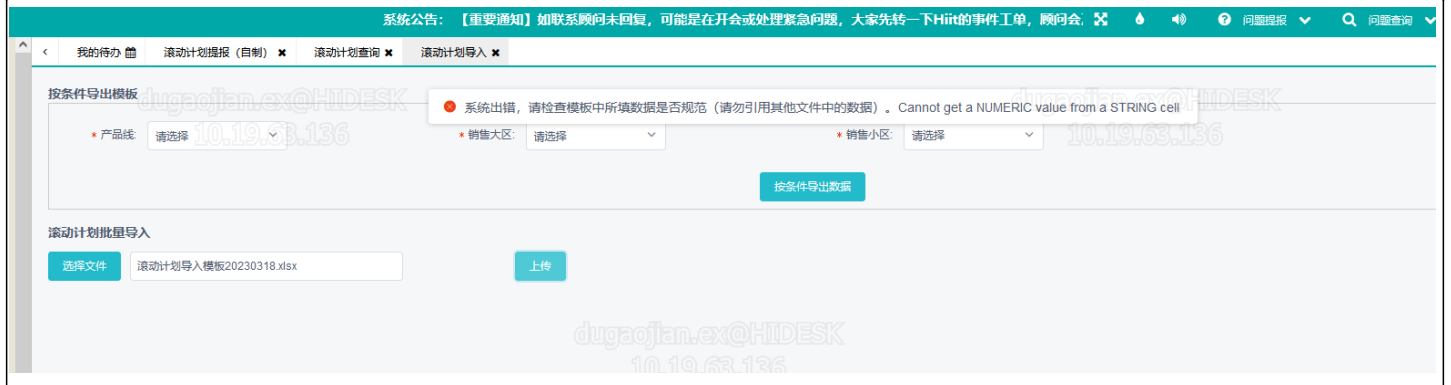 系统公告: 【重要通知】如联系顾问未回复，可能是在开会或处理紧急问题，大家先转一下Hiit的事件工单，顾问会
问题提报 问题查询
我的待办 滚动计划提报（自制） 滚动计划查询 滚动计划导入
按条件导出模板
系统出错，请检查模板中所填数据是否规范（请勿引用其他文件中的数据）。Cannot get a NUMERIC value from a STRING cell
* 产品线: 请选择 * 销售大区: 请选择 * 销售小区: 请选择
按条件导出数据
滚动计划批量导入
选择文件 滚动计划导入模板20230318.xlsx 上传
dugaojian.ex@HIDESK
10.19.63.136
dugaojian.ex@HIDESK
10.19.63.136